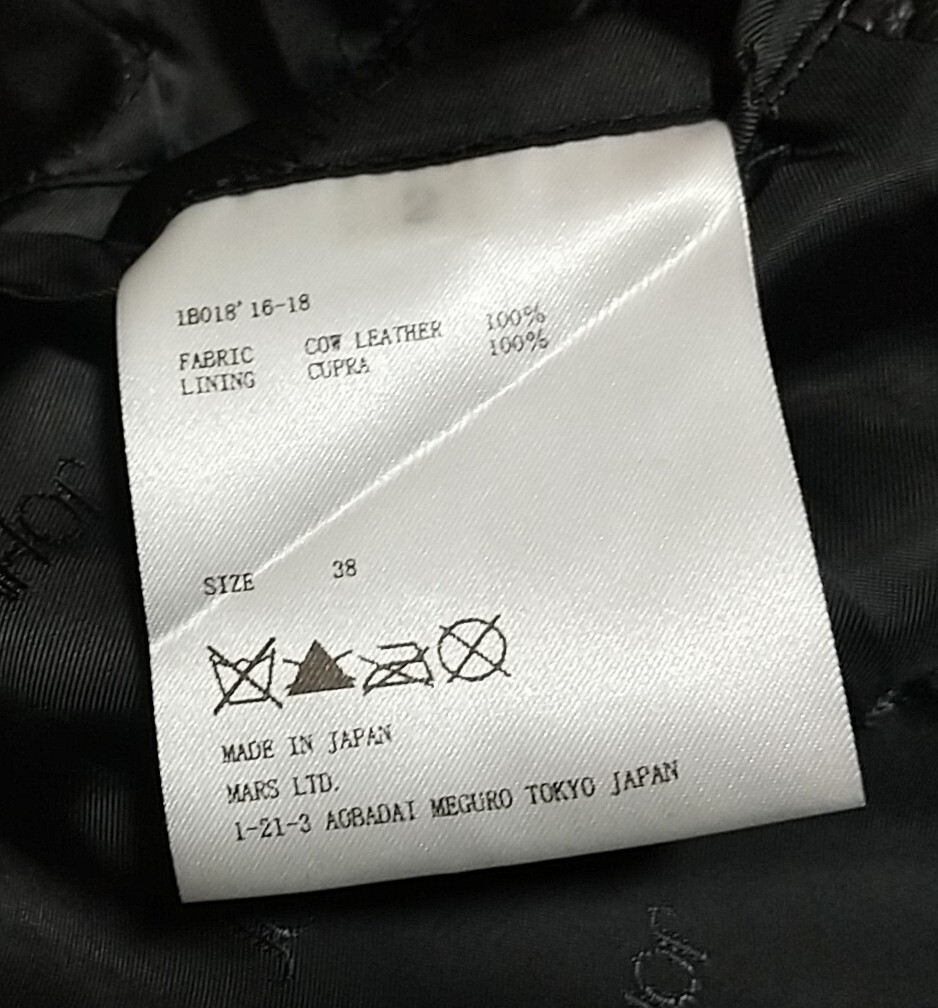 1B018' 16-18
FABRIC COW LEATHER 100%
LINING CUPRA 100%
SIZE 38
MADE IN JAPAN
MARS LTD.
1-21-3 AOBADAI MEGURO TOKYO JAPAN